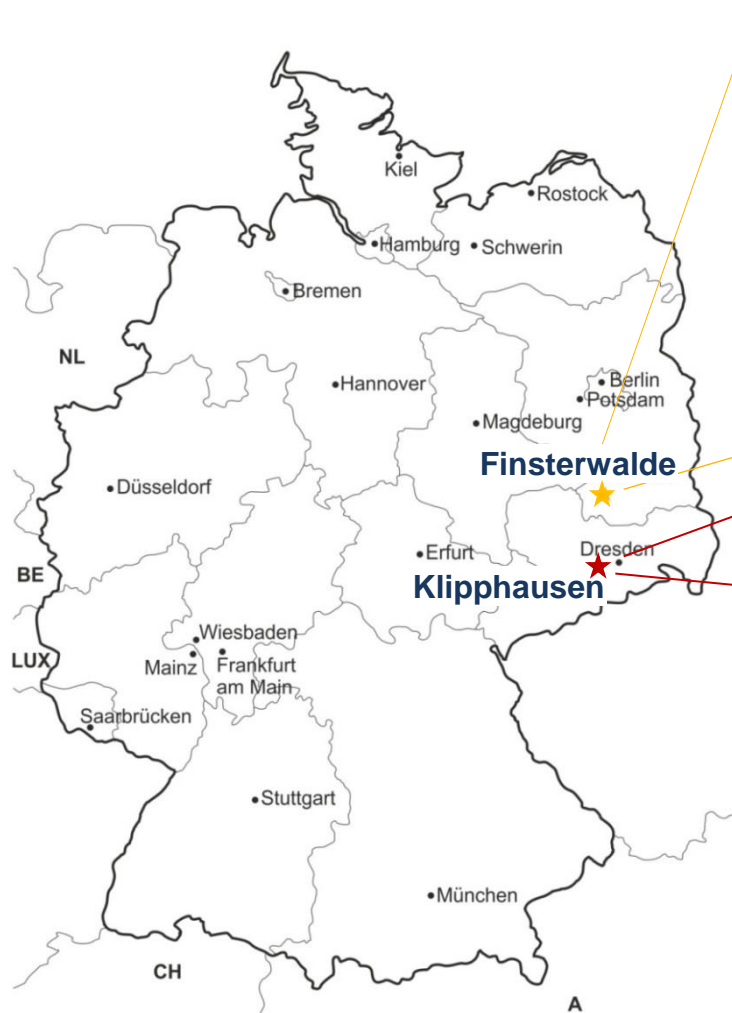 Kiel
Rostock
Hamburg
Schwerin
Bremen
NL
Hannover
Berlin
Potsdam
Magdeburg
Finsterwalde
Düsseldorf
Dresden
Erfurt
BE
Klipphausen
Wiesbaden
LUX
Mainz
Frankfurt
am Main
Saarbrücken
Stuttgart
München
CH
A